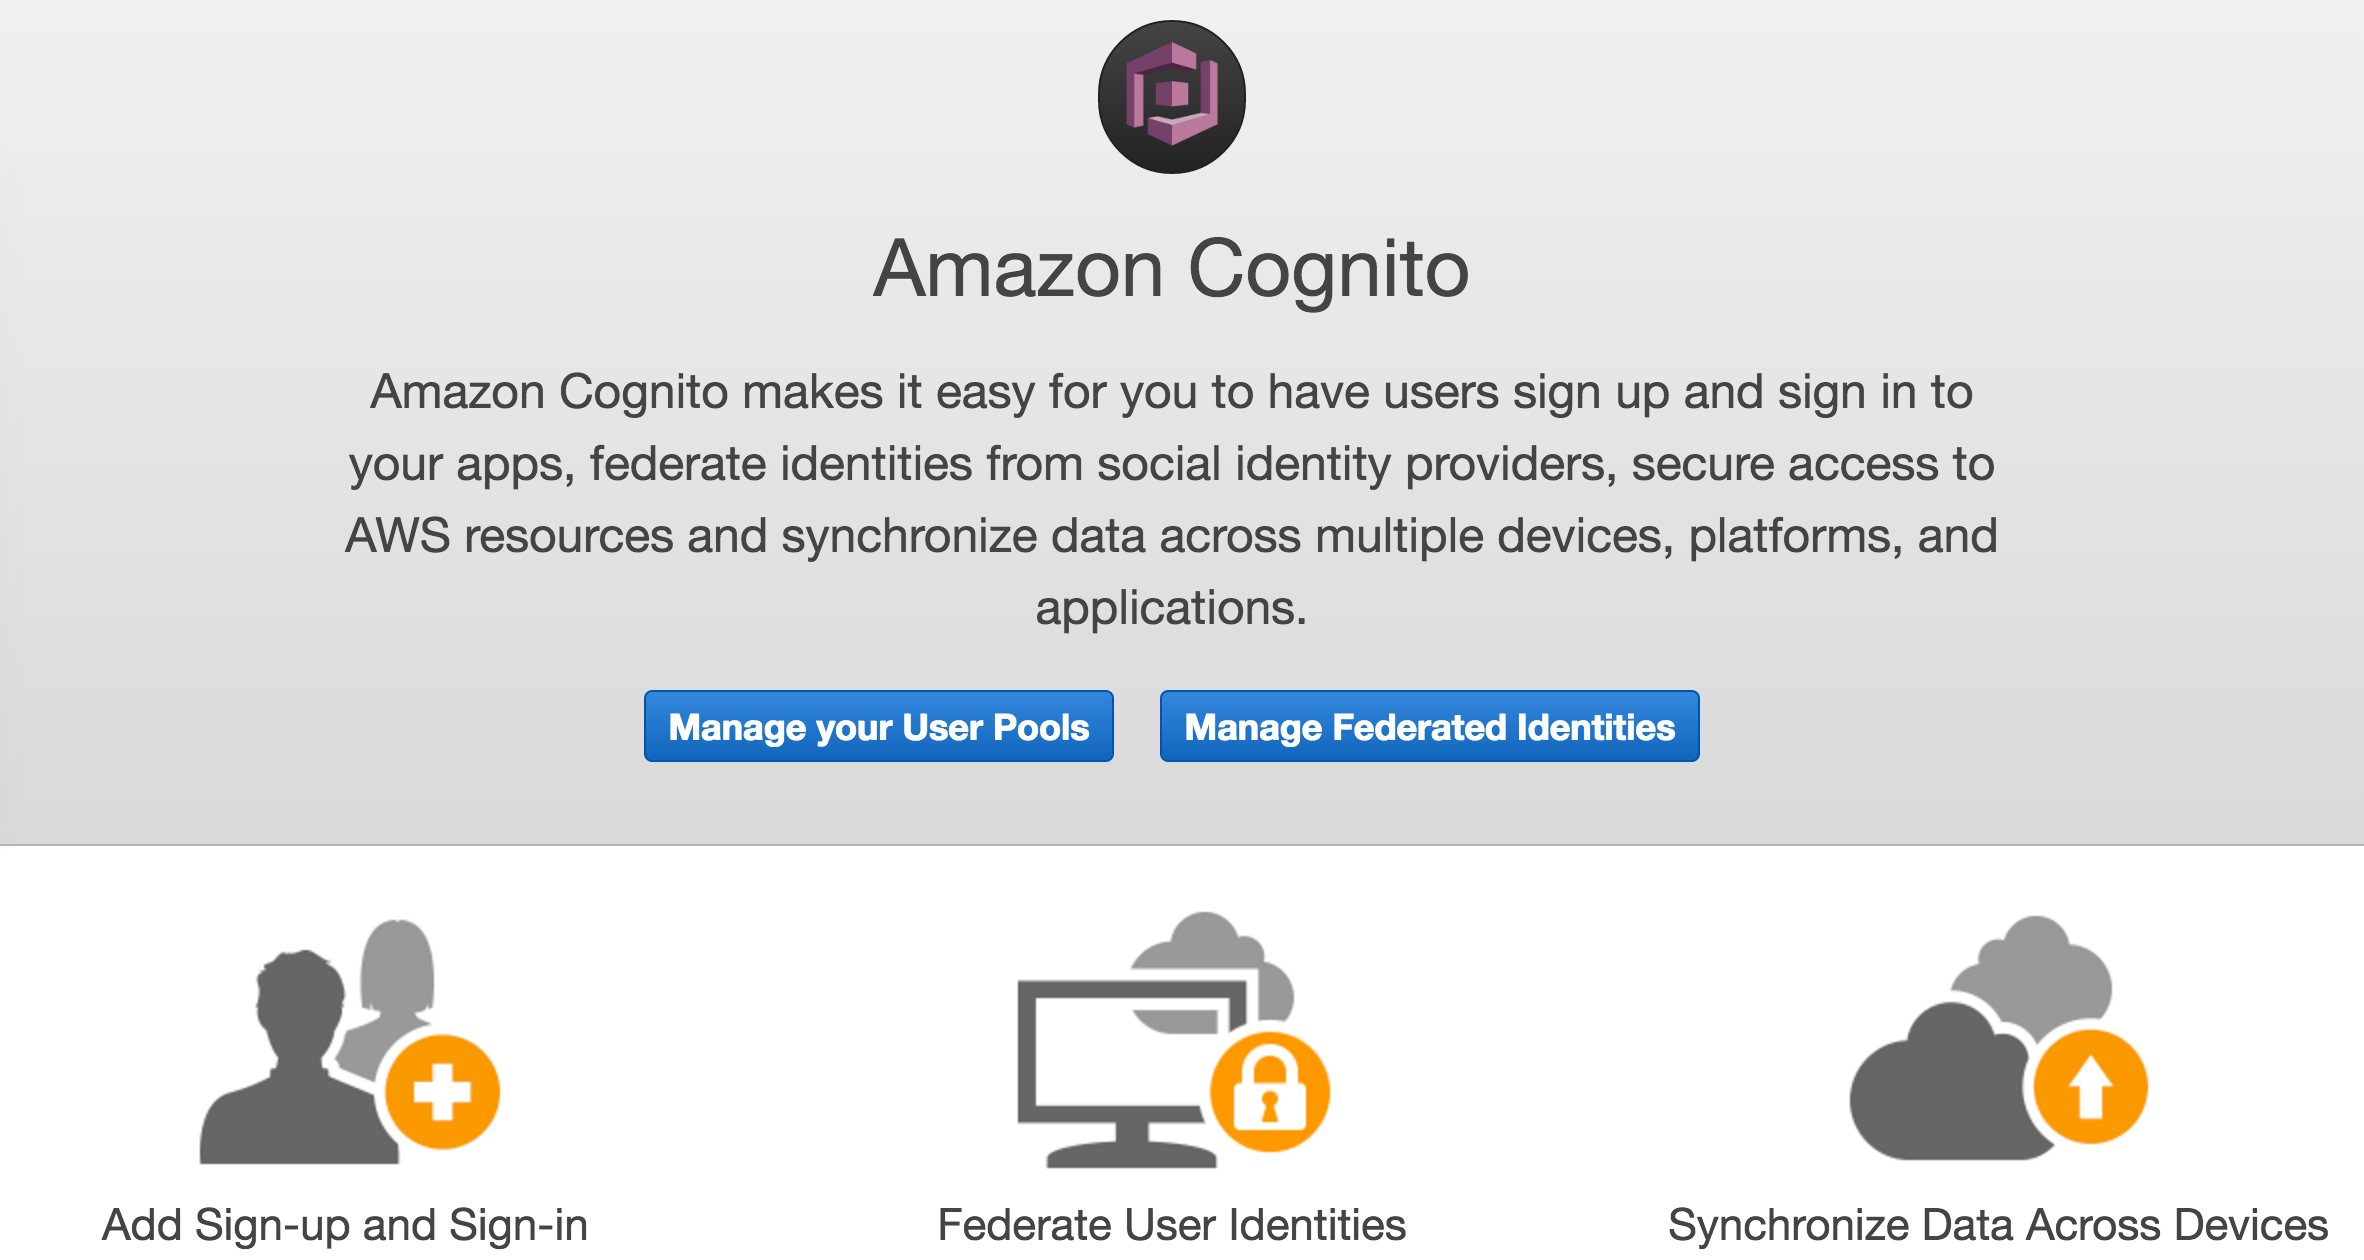 Amazon Cognito
Amazon Cognito makes it easy for you to have users sign up and sign in to
your apps, federate identities from social identity providers, secure access to
AWS resources and synchronize data across multiple devices, platforms, and
applications.
Manage your User Pools
Manage Federated Identities
Add Sign-up and Sign-in
Federate User Identities
Synchronize Data Across Devices